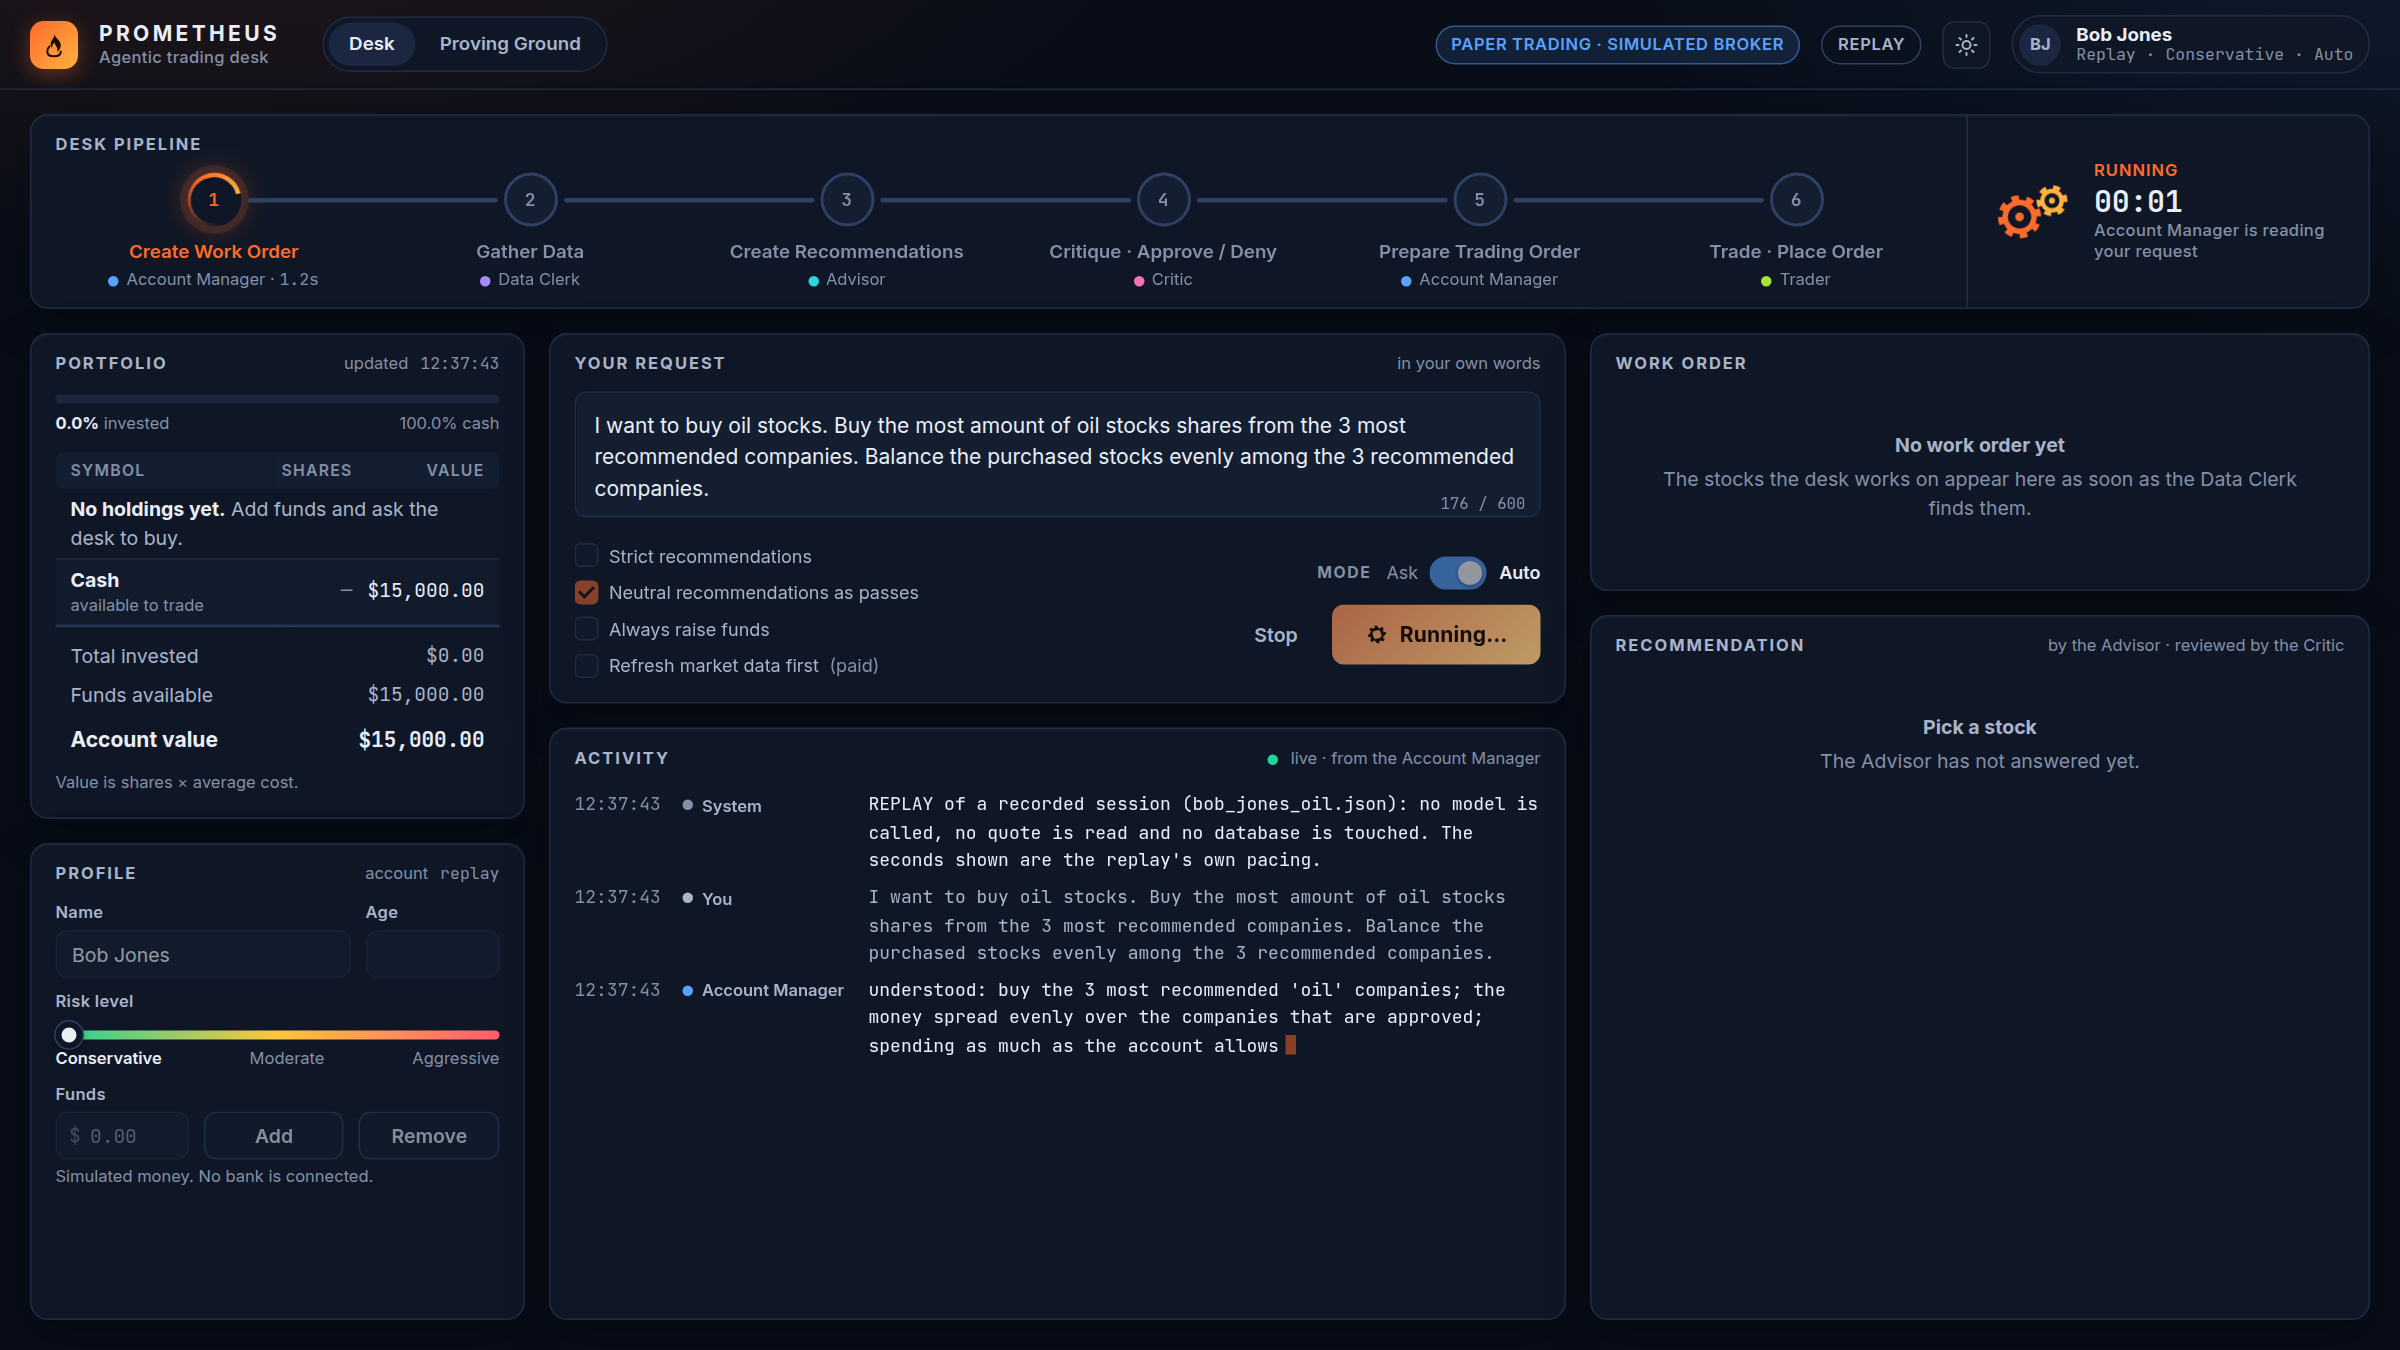 PROMETHEUS
Agentic trading desk
Desk
Proving Ground
PAPER TRADING · SIMULATED BROKER
REPLAY
BJ
Bob Jones
Replay · Conservative · Auto
DESK PIPELINE
1
2
3
4
5
6
Create Work Order
Gather Data
Create Recommendations
Critique · Approve / Deny
Prepare Trading Order
Trade · Place Order
Account Manager · 1.2s
Data Clerk
Advisor
Critic
Account Manager
Trader
RUNNING
00:01
Account Manager is reading
your request
PORTFOLIO
updated 12:37:43
0.0% invested
100.0% cash
SYMBOL SHARES VALUE
No holdings yet. Add funds and ask the
desk to buy.
Cash
available to trade
– $15,000.00
Total invested $0.00
Funds available $15,000.00
Account value $15,000.00
Value is shares × average cost.
PROFILE
account replay
Name
Age
Bob Jones
Risk level
Conservative
Moderate
Aggressive
Funds
$ 0.00
Add
Remove
Simulated money. No bank is connected.
YOUR REQUEST
in your own words
I want to buy oil stocks. Buy the most amount of oil stocks shares from the 3 most
recommended companies. Balance the purchased stocks evenly among the 3 recommended
companies.
176 / 600
Strict recommendations
Neutral recommendations as passes
Always raise funds
Refresh market data first (paid)
MODE Ask Auto
Stop
Running...
ACTIVITY
live · from the Account Manager
12:37:43 System REPLAY of a recorded session (bob_jones_oil.json): no model is
called, no quote is read and no database is touched. The
seconds shown are the replay's own pacing.
12:37:43 You I want to buy oil stocks. Buy the most amount of oil stocks
shares from the 3 most recommended companies. Balance the
purchased stocks evenly among the 3 recommended companies.
12:37:43 Account Manager understood: buy the 3 most recommended 'oil' companies; the
money spread evenly over the companies that are approved;
spending as much as the account allows
WORK ORDER
No work order yet
The stocks the desk works on appear here as soon as the Data Clerk
finds them.
RECOMMENDATION
by the Advisor · reviewed by the Critic
Pick a stock
The Advisor has not answered yet.